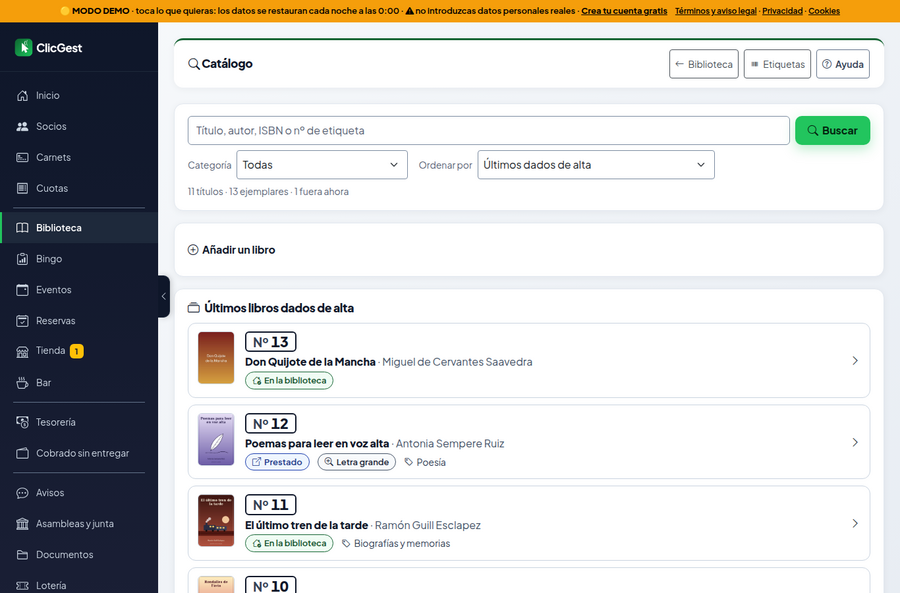 MODO DEMO · toca lo que quieras: los datos se restauran cada noche a las 0:00 · no introduzcas datos personales reales · Crea tu cuenta gratis Términos y aviso legal · Privacidad · Cookies
ClicGest
Inicio
Socios
Carnets
Cuotas
Biblioteca
Bingo
Eventos
Reservas
Tienda 1
Bar
Tesorería
Cobrado sin entregar
Avisos
Asambleas y junta
Documentos
Lotería
Catálogo
Biblioteca
Etiquetas
Ayuda
Título, autor, ISBN o nº de etiqueta
Buscar
Categoría Todas Ordenar por Últimos dados de alta
11 títulos · 13 ejemplares · 1 fuera ahora
Añadir un libro
Últimos libros dados de alta
Don Quijote
de la Mancha
Nº 13
Don Quijote de la Mancha · Miguel de Cervantes Saavedra
En la biblioteca
Poemas para leer
en voz alta
Nº 12
Poemas para leer en voz alta · Antonia Sempere Ruiz
Prestado Letra grande Poesía
El último tren de
la tarde
Nº 11
El último tren de la tarde · Ramón Guill Esclapez
En la biblioteca Biografías y memorias
Nº 10